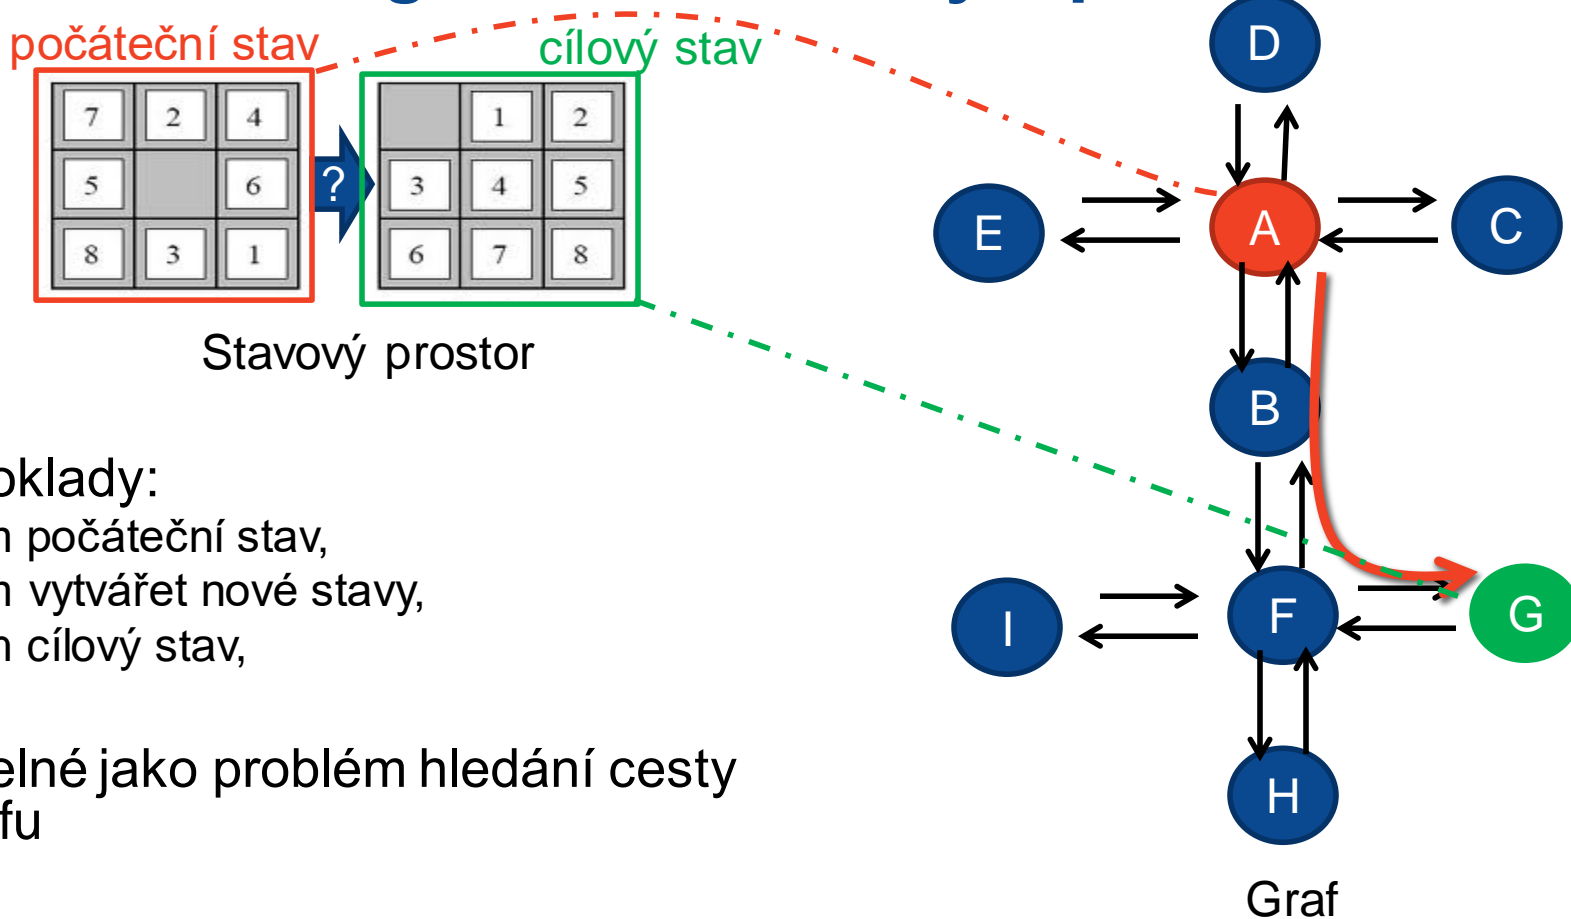 počáteční stav
cílový stav
7 2 4
5 6
8 3 1
?
1 2
3 4 5
6 7 8
Stavový prostor
oklady:
počáteční stav,
vytvářet nové stavy,
cílový stav,
elné jako problém hledání cesty
fu
D
E A C
B
I F G
H
Graf